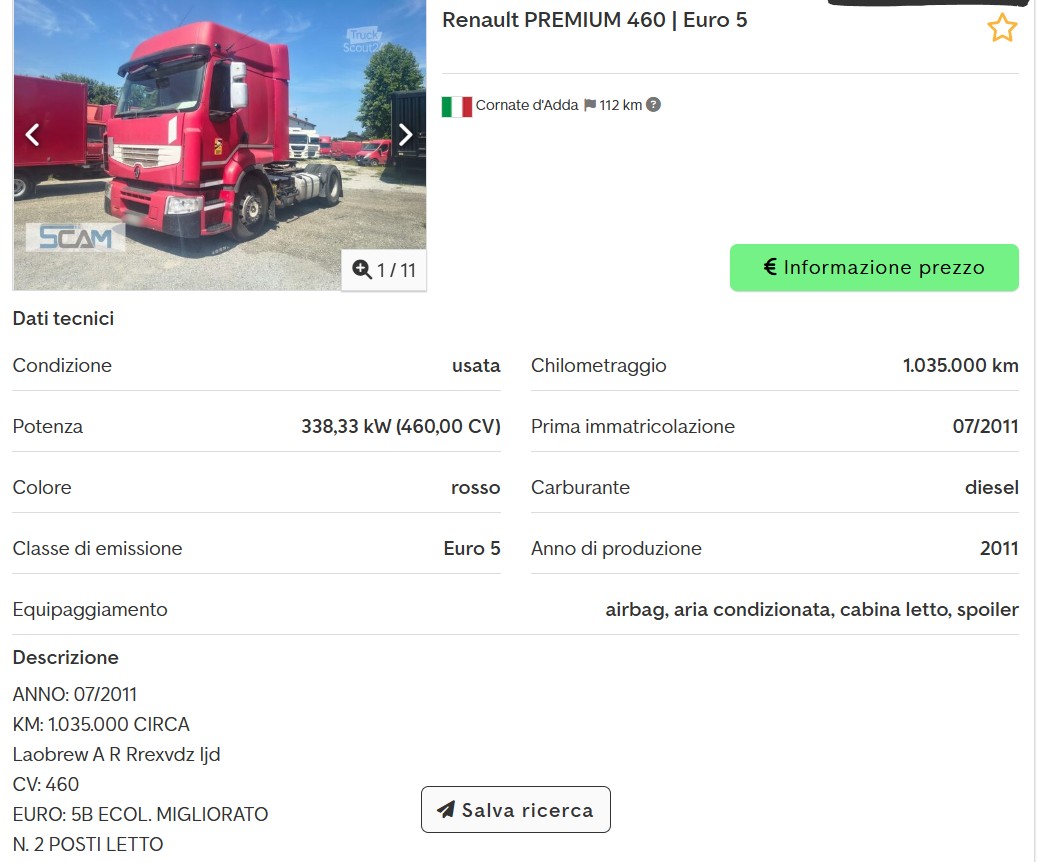 Truck
Scout24
SCAM
1 / 11
Renault PREMIUM 460 | Euro 5
Cornate d'Adda 112 km ?
€ Informazione prezzo
Dati tecnici
Condizione usata
Chilometraggio 1.035.000 km
Potenza 338,33 kW (460,00 CV)
Prima immatricolazione 07/2011
Colore rosso
Carburante diesel
Classe di emissione Euro 5
Anno di produzione 2011
Equipaggiamento airbag, aria condizionata, cabina letto, spoiler
Descrizione
ANNO: 07/2011
KM: 1.035.000 CIRCA
Laobrew A R Rrexvdz ljd
CV: 460
EURO: 5B ECOL. MIGLIORATO
N. 2 POSTI LETTO
Salva ricerca